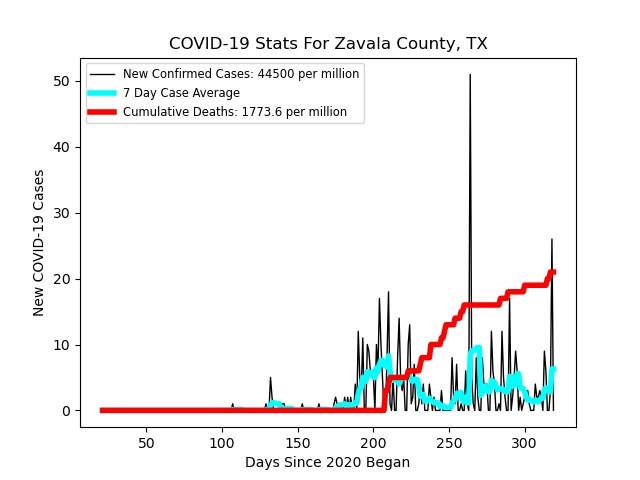 COVID-19 Stats For Zavala County, TX
New Confirmed Cases: 44500 per million
7 Day Case Average
Cumulative Deaths: 1773.6 per million
New COVID-19 Cases
50
40
30
20
10
0
50 100 150 200 250 300
Days Since 2020 Began